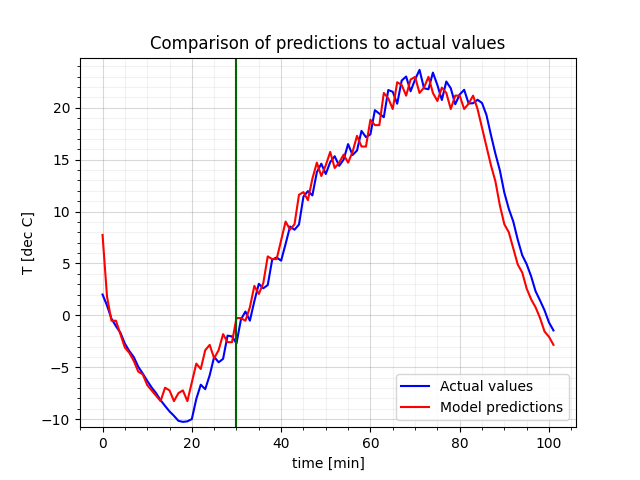 Comparison of predictions to actual values
T [dec C]
20
15
10
5
0
−5
−10
0 20 40 60 80 100
time [min]
Actual values
Model predictions